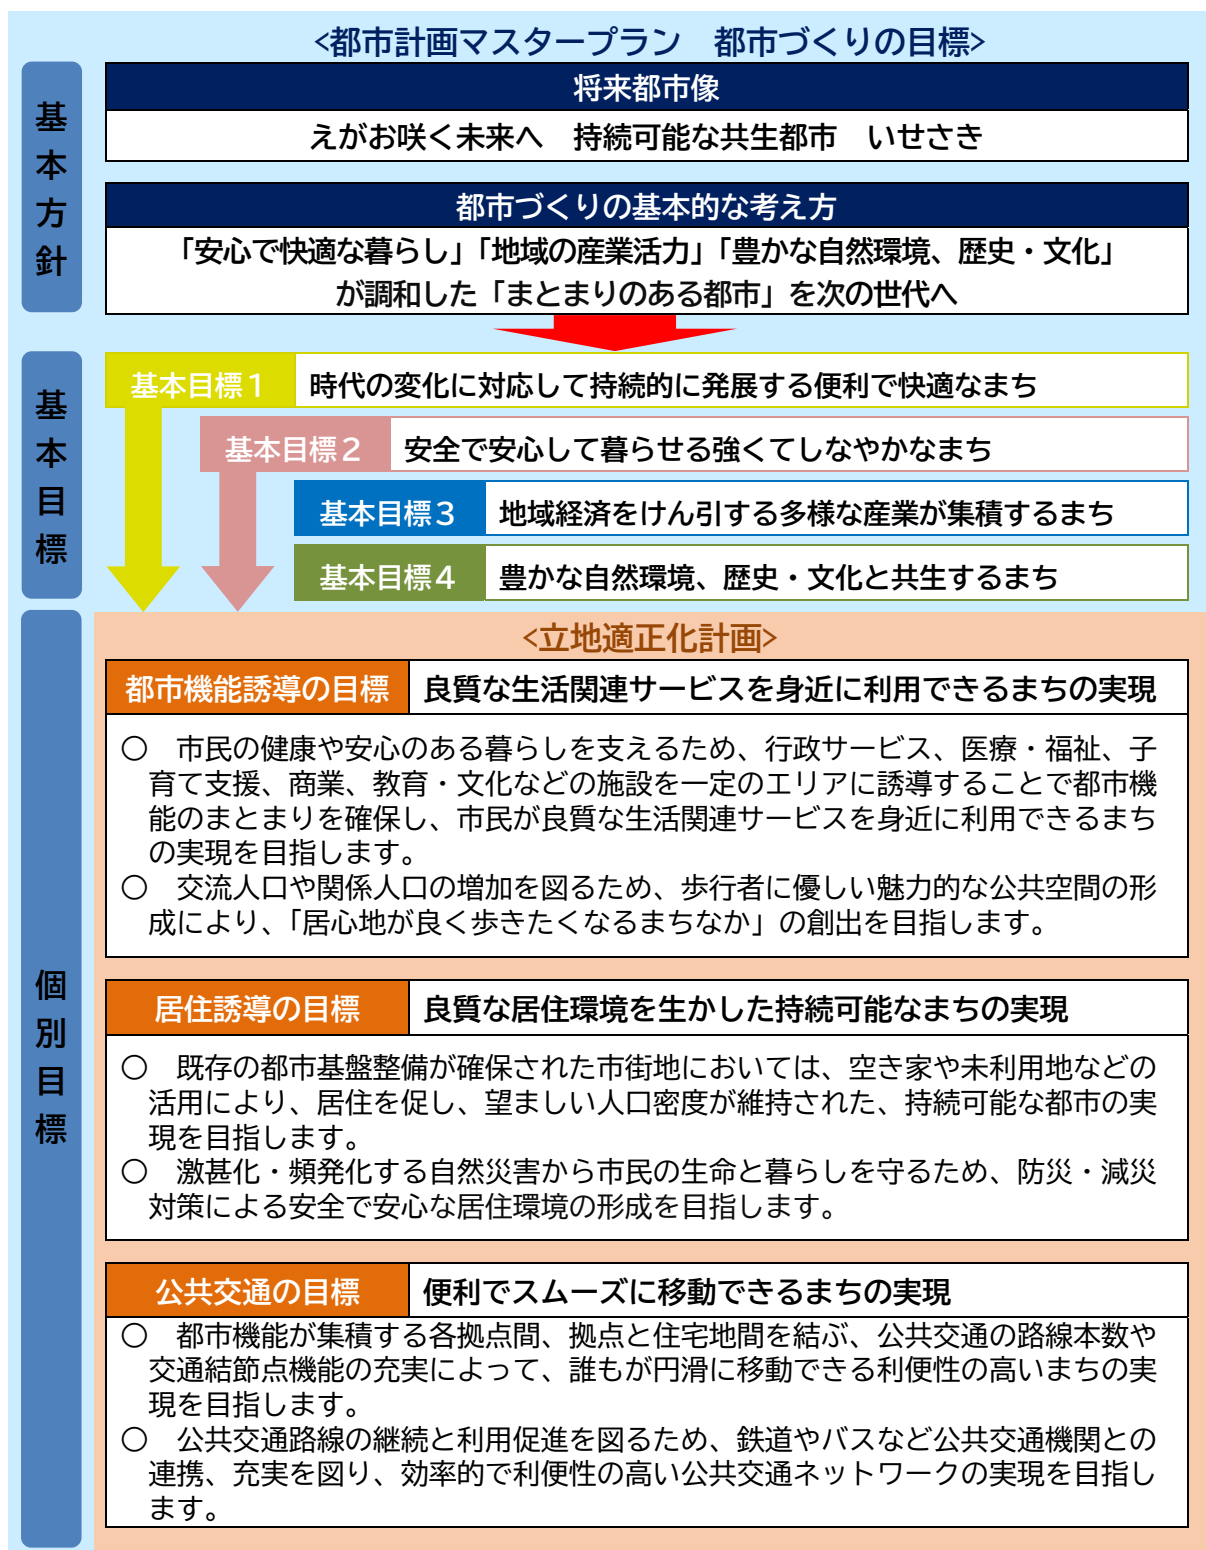 <都市計画マスタープラン　都市づくりの目標>
基本方針
将来都市像
えがお咲く未来へ　持続可能な共生都市　いせさき
都市づくりの基本的な考え方
「安心で快適な暮らし」「地域の産業活力」「豊かな自然環境、歴史・文化」
が調和した「まとまりのある都市」を次の世代へ
基本目標
基本目標１　時代の変化に対応して持続的に発展する便利で快適なまち
基本目標２　安全で安心して暮らせる強くてしなやかなまち
基本目標３　地域経済をけん引する多様な産業が集積するまち
基本目標４　豊かな自然環境、歴史・文化と共生するまち
個別目標
<立地適正化計画>
都市機能誘導の目標　良質な生活関連サービスを身近に利用できるまちの実現
○　市民の健康や安心のある暮らしを支えるため、行政サービス、医療・福祉、子
育て支援、商業、教育・文化などの施設を一定のエリアに誘導することで都市機
能のまとまりを確保し、市民が良質な生活関連サービスを身近に利用できるまち
の実現を目指します。
○　交流人口や関係人口の増加を図るため、歩行者に優しい魅力的な公共空間の形
成により、「居心地が良く歩きたくなるまちなか」の創出を目指します。
居住誘導の目標　良質な居住環境を生かした持続可能なまちの実現
○　既存の都市基盤整備が確保された市街地においては、空き家や未利用地などの
活用により、居住を促し、望ましい人口密度が維持された、持続可能な都市の実
現を目指します。
○　激甚化・頻発化する自然災害から市民の生命と暮らしを守るため、防災・減災
対策による安全で安心な居住環境の形成を目指します。
公共交通の目標　便利でスムーズに移動できるまちの実現
○　都市機能が集積する各拠点間、拠点と住宅地間を結ぶ、公共交通の路線本数や
交通結節点機能の充実によって、誰もが円滑に移動できる利便性の高いまちの実
現を目指します。
○　公共交通路線の継続と利用促進を図るため、鉄道やバスなど公共交通機関との
連携、充実を図り、効率的で利便性の高い公共交通ネットワークの実現を目指し
ます。